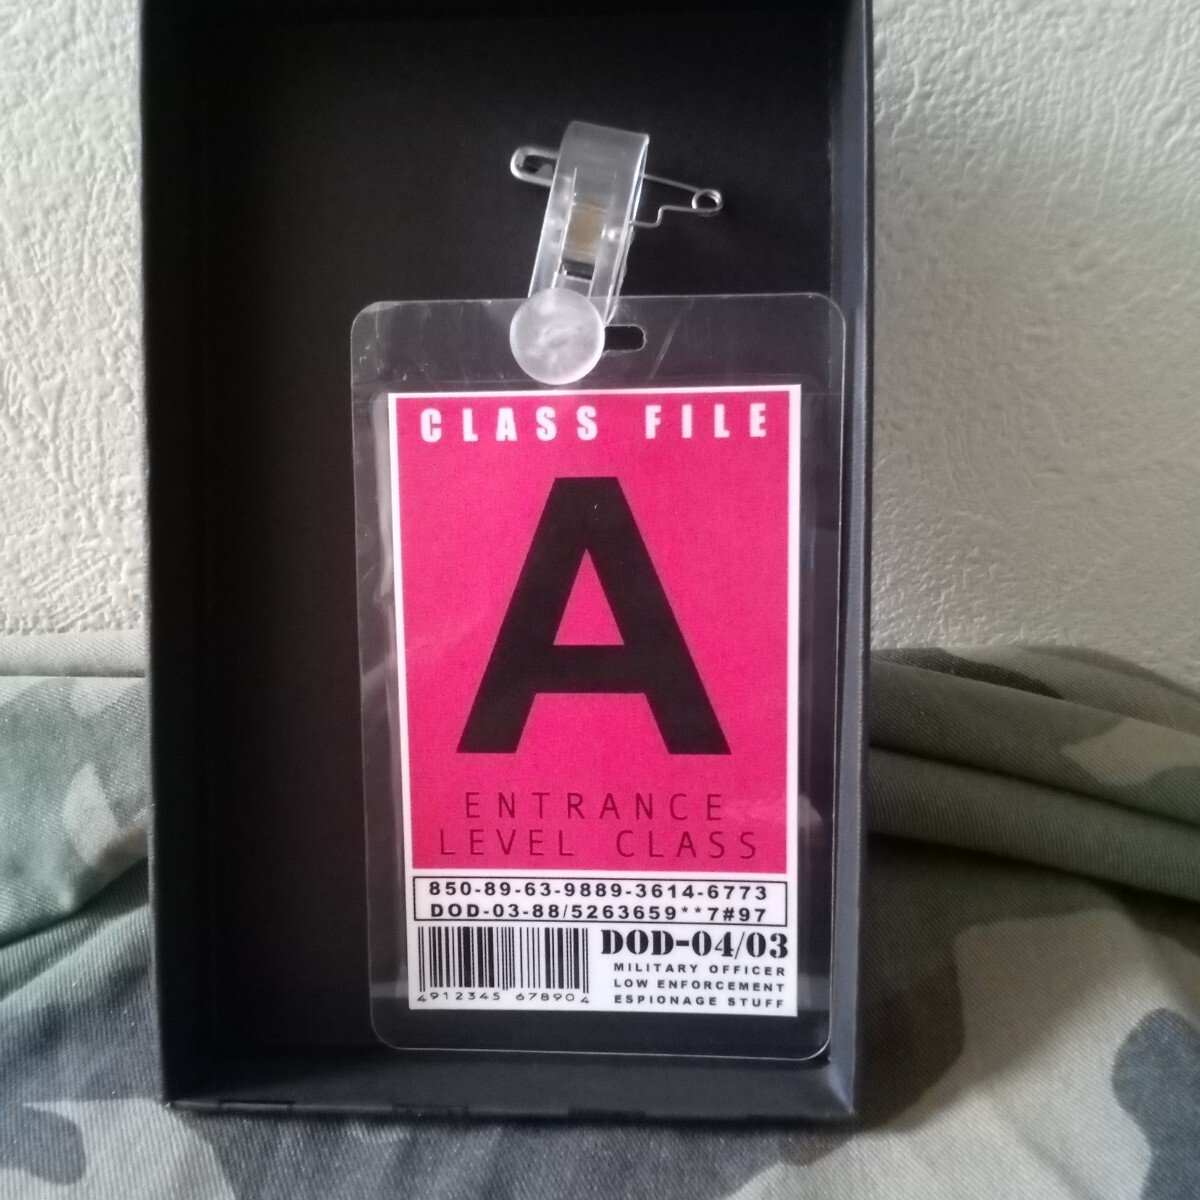 CLASS FILE
A
ENTRANCE
LEVEL CLASS
850-89-63-9889-3614-6773
DOD-03-88/5263659**7#97
DOD-04/03
MILITARY OFFICER
LOW ENFORCEMENT
ESPIONAGE STUFF
4912345 678904